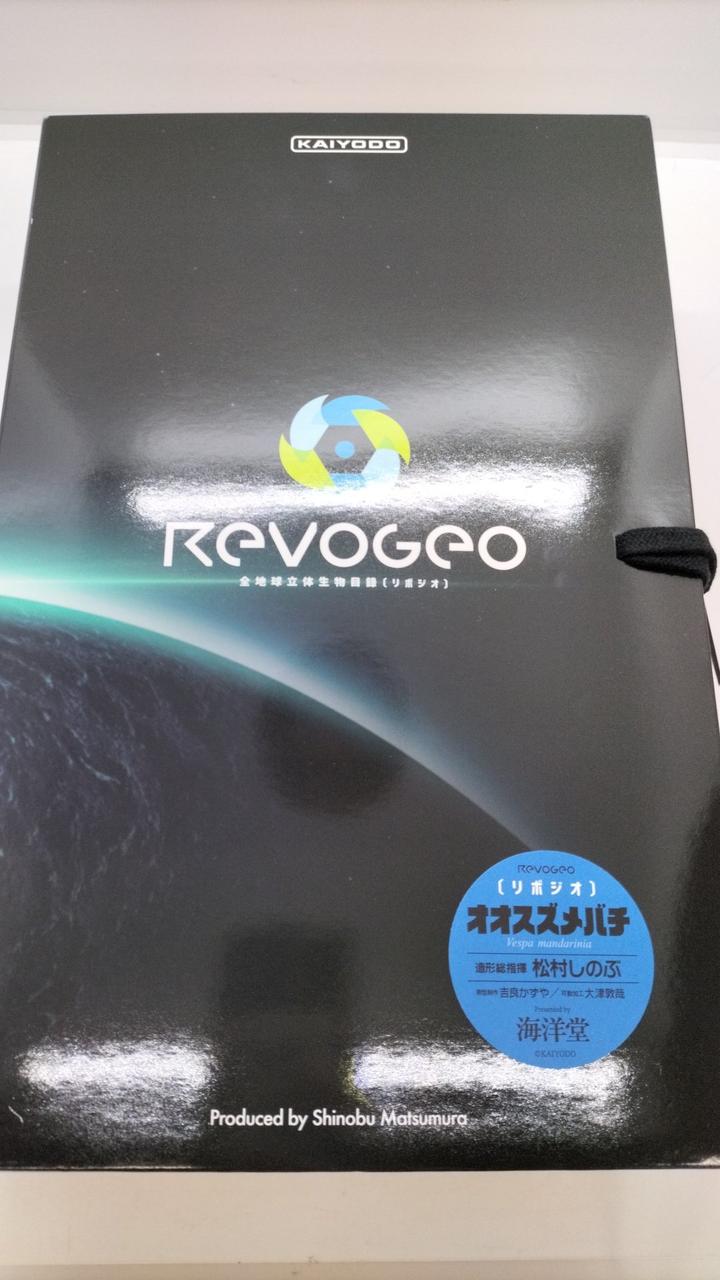 KAIYODO
REVOGEO
全地球立体生物目録〔リボジオ〕
REVOGEO
〔リボジオ〕
オオスズメバチ
Vespa mandarinia
造形総指揮 松村しのぶ
原型制作 吉良かずや／可動加工 大津敦哉
Presented by
海洋堂
©KAIYODO
Produced by Shinobu Matsumura